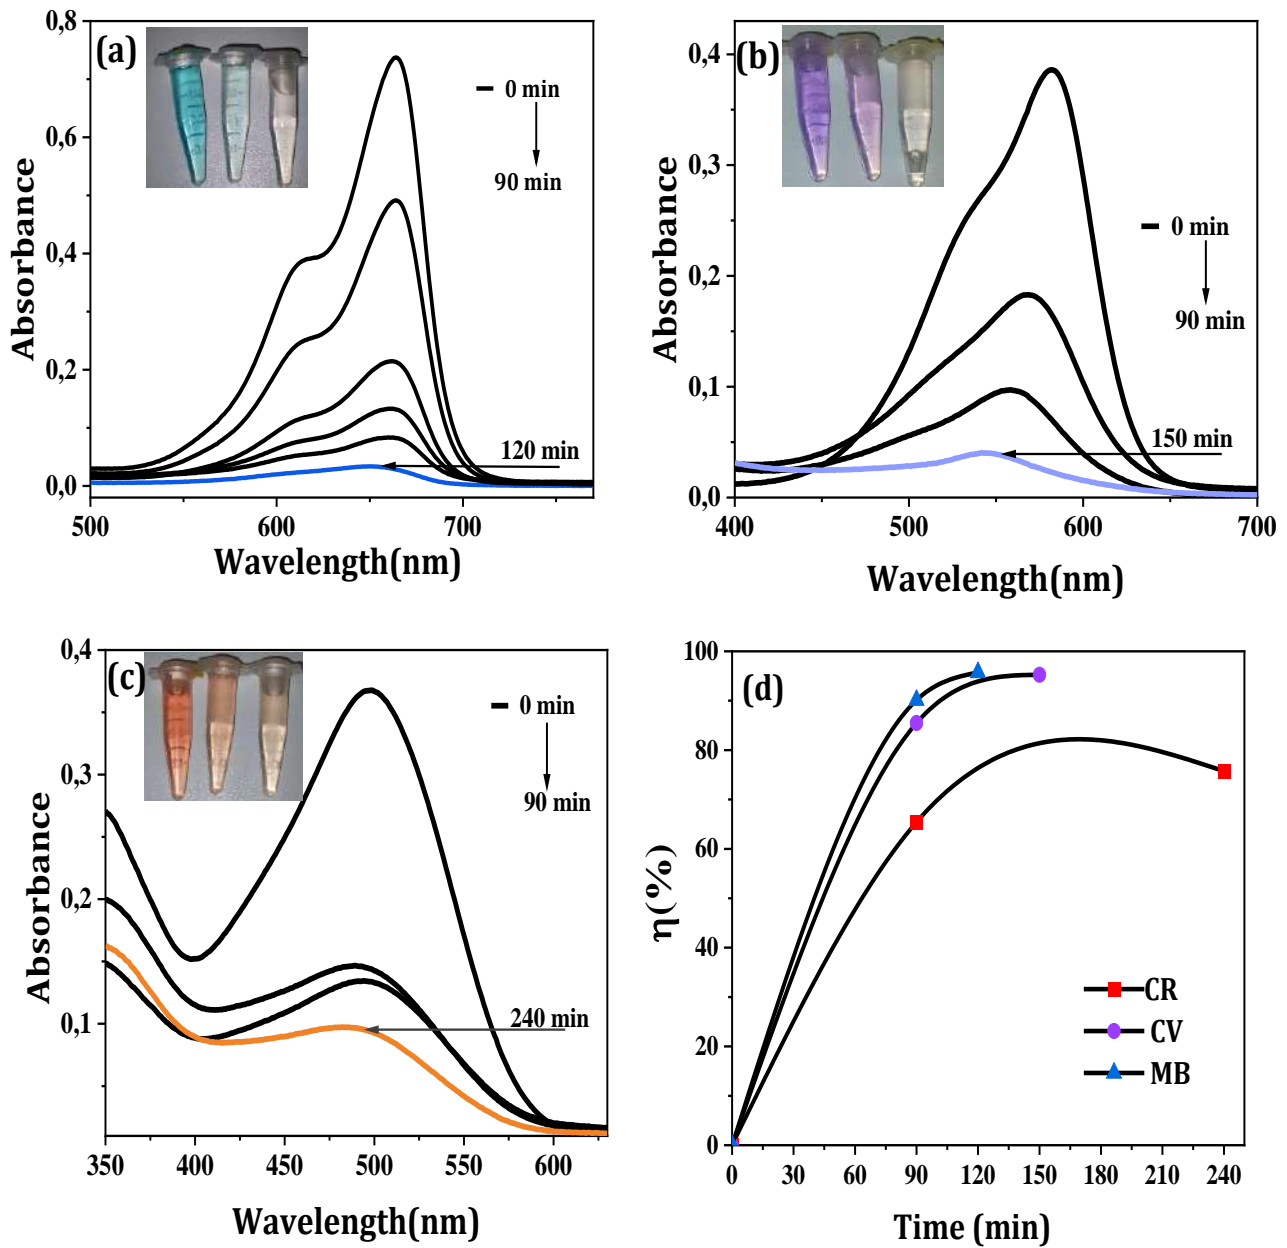 (a)
0 min
90 min
120 min
0,8
0,6
0,4
0,2
0,0
500
600
700
Absorbance
Wavelength(nm)
(b)
0 min
90 min
150 min
0,4
0,3
0,2
0,1
0,0
400
500
600
700
Absorbance
Wavelength(nm)
(c)
0 min
90 min
240 min
0,4
0,3
0,2
0,1
350
400
450
500
550
600
Absorbance
Wavelength(nm)
(d)
100
80
60
40
20
0
0
30
60
90
120
150
180
210
240
η(%)
Time (min)
CR
CV
MB